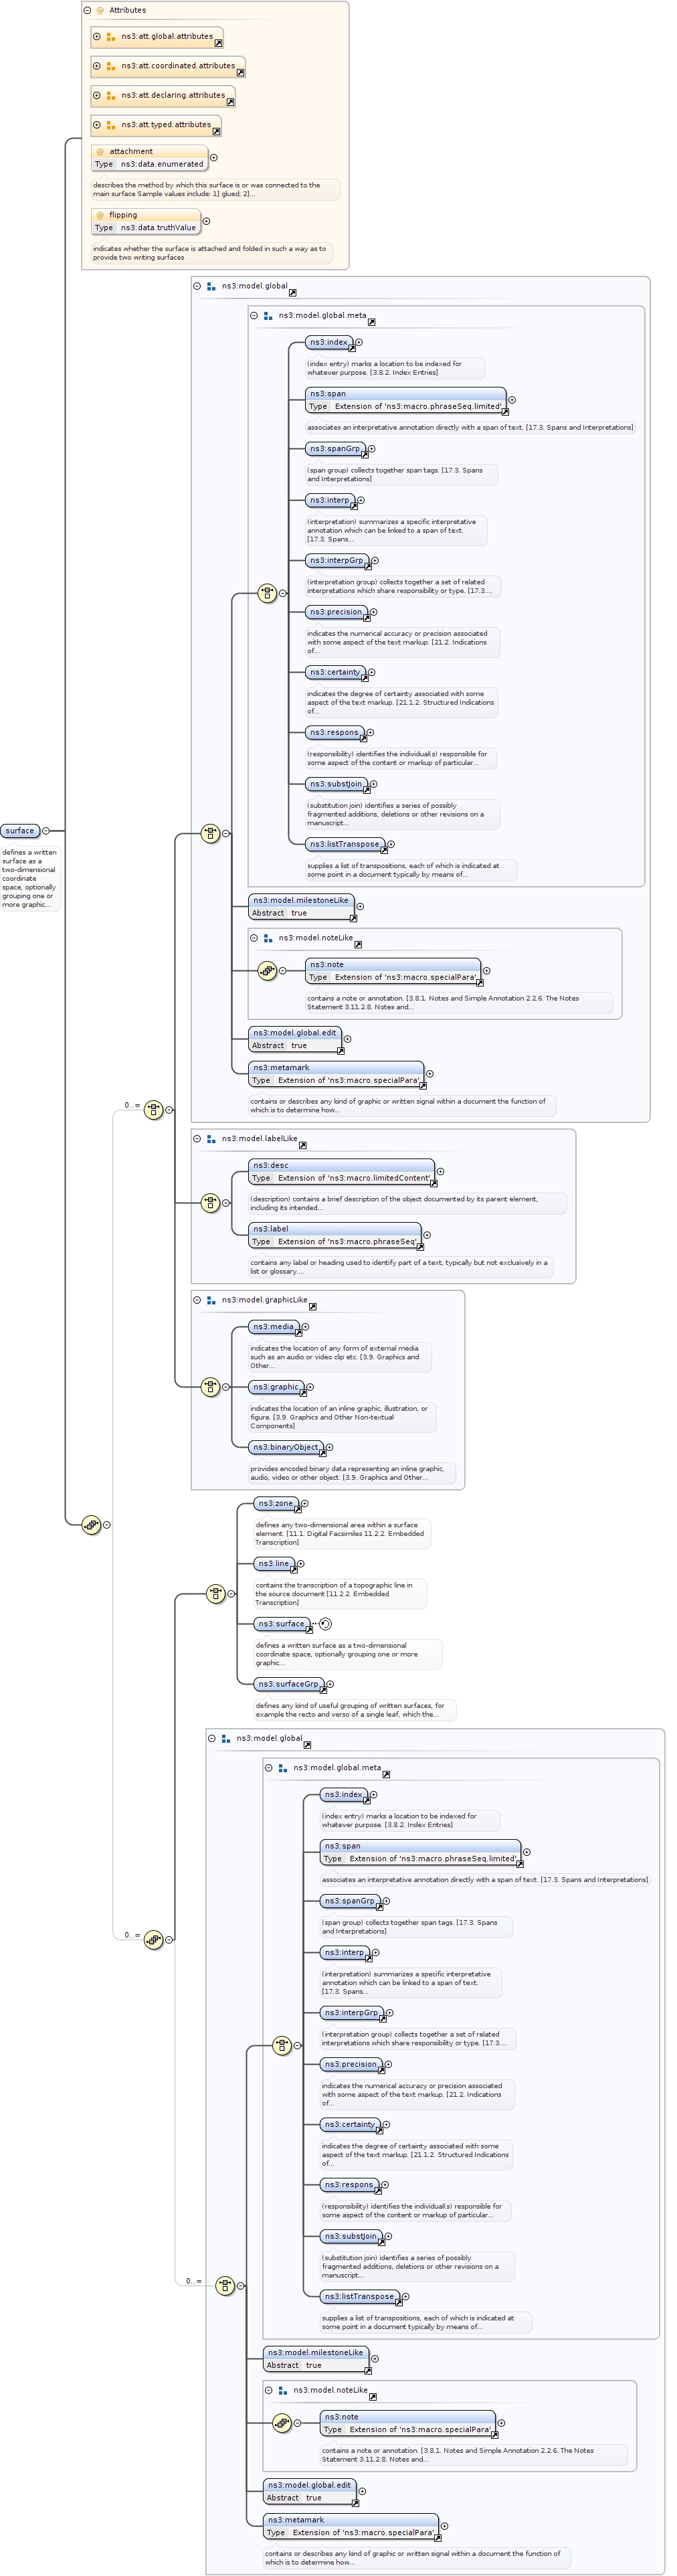 Attributes
ns3:att.global.attributes
ns3:att.coordinated.attributes
ns3:att.declaring.attributes
ns3:att.typed.attributes
attachment
Type ns3:data.enumerated
describes the method by which this surface is or was connected to the
main surface Sample values include: 1] glued; 2]...
flipping
Type ns3:data.truthValue
indicates whether the surface is attached and folded in such a way as to
provide two writing surfaces
ns3:model.global
ns3:model.global.meta
ns3:index
(index entry) marks a location to be indexed for
whatever purpose. [3.8.2. Index Entries]
ns3:span
Type Extension of 'ns3:macro.phraseSeq.limited'
associates an interpretative annotation directly with a span of text. [17.3. Spans and Interpretations]
ns3:spanGrp
(span group) collects together span tags. [17.3. Spans
and Interpretations]
ns3:interp
(interpretation) summarizes a specific interpretative
annotation which can be linked to a span of text.
[17.3. Spans...
ns3:interpGrp
(interpretation group) collects together a set of related
interpretations which share responsibility or type. [17.3....
ns3:precision
indicates the numerical accuracy or precision associated
with some aspect of the text markup. [21.2. Indications
of...
ns3:certainty
indicates the degree of certainty associated with some
aspect of the text markup. [21.1.2. Structured Indications
of...
ns3:respons
(responsibility) identifies the individual(s) responsible for
some aspect of the content or markup of particular...
ns3:substJoin
(substitution join) identifies a series of possibly
fragmented additions, deletions or other revisions on a
manuscript...
ns3:listTranspose
supplies a list of transpositions, each of which is indicated at
some point in a document typically by means of...
surface
defines a written
surface as a
two-dimensional
coordinate
space, optionally
grouping one or
more graphic...
ns3:model.milestoneLike
Abstract true
ns3:model.noteLike
ns3:note
Type Extension of 'ns3:macro.specialPara'
contains a note or annotation. [3.8.1. Notes and Simple Annotation 2.2.6. The Notes
Statement 3.11.2.8. Notes and...
ns3:model.global.edit
Abstract true
ns3:metamark
Type Extension of 'ns3:macro.specialPara'
contains or describes any kind of graphic or written signal within a document the function of
which is to determine how...
0..∞
ns3:model.labelLike
ns3:desc
Type Extension of 'ns3:macro.limitedContent'
(description) contains a brief description of the object documented by its parent element,
including its intended...
ns3:label
Type Extension of 'ns3:macro.phraseSeq'
contains any label or heading used to identify part of a text, typically but not exclusively in a
list or glossary....
ns3:model.graphicLike
ns3:media
indicates the location of any form of external media
such as an audio or video clip etc. [3.9. Graphics and
Other...
ns3:graphic
indicates the location of an inline graphic, illustration, or
figure. [3.9. Graphics and Other Non-textual
Components]
ns3:binaryObject
provides encoded binary data representing an inline graphic,
audio, video or other object. [3.9. Graphics and Other...
ns3:zone
defines any two-dimensional area within a surface
element. [11.1. Digital Facsimiles 11.2.2. Embedded
Transcription]
ns3:line
contains the transcription of a topographic line in
the source document [11.2.2. Embedded
Transcription]
ns3:surface
defines a written surface as a two-dimensional
coordinate space, optionally grouping one or more
graphic...
ns3:surfaceGrp
defines any kind of useful grouping of written surfaces, for
example the recto and verso of a single leaf, which the...
0..∞
ns3:model.global
ns3:model.global.meta
ns3:index
(index entry) marks a location to be indexed for
whatever purpose. [3.8.2. Index Entries]
ns3:span
Type Extension of 'ns3:macro.phraseSeq.limited'
associates an interpretative annotation directly with a span of text. [17.3. Spans and Interpretations]
ns3:spanGrp
(span group) collects together span tags. [17.3. Spans
and Interpretations]
ns3:interp
(interpretation) summarizes a specific interpretative
annotation which can be linked to a span of text.
[17.3. Spans...
ns3:interpGrp
(interpretation group) collects together a set of related
interpretations which share responsibility or type. [17.3....
ns3:precision
indicates the numerical accuracy or precision associated
with some aspect of the text markup. [21.2. Indications
of...
ns3:certainty
indicates the degree of certainty associated with some
aspect of the text markup. [21.1.2. Structured Indications
of...
ns3:respons
(responsibility) identifies the individual(s) responsible for
some aspect of the content or markup of particular...
ns3:substJoin
(substitution join) identifies a series of possibly
fragmented additions, deletions or other revisions on a
manuscript...
ns3:listTranspose
supplies a list of transpositions, each of which is indicated at
some point in a document typically by means of...
0..∞
ns3:model.milestoneLike
Abstract true
ns3:model.noteLike
ns3:note
Type Extension of 'ns3:macro.specialPara'
contains a note or annotation. [3.8.1. Notes and Simple Annotation 2.2.6. The Notes
Statement 3.11.2.8. Notes and...
ns3:model.global.edit
Abstract true
ns3:metamark
Type Extension of 'ns3:macro.specialPara'
contains or describes any kind of graphic or written signal within a document the function of
which is to determine how...